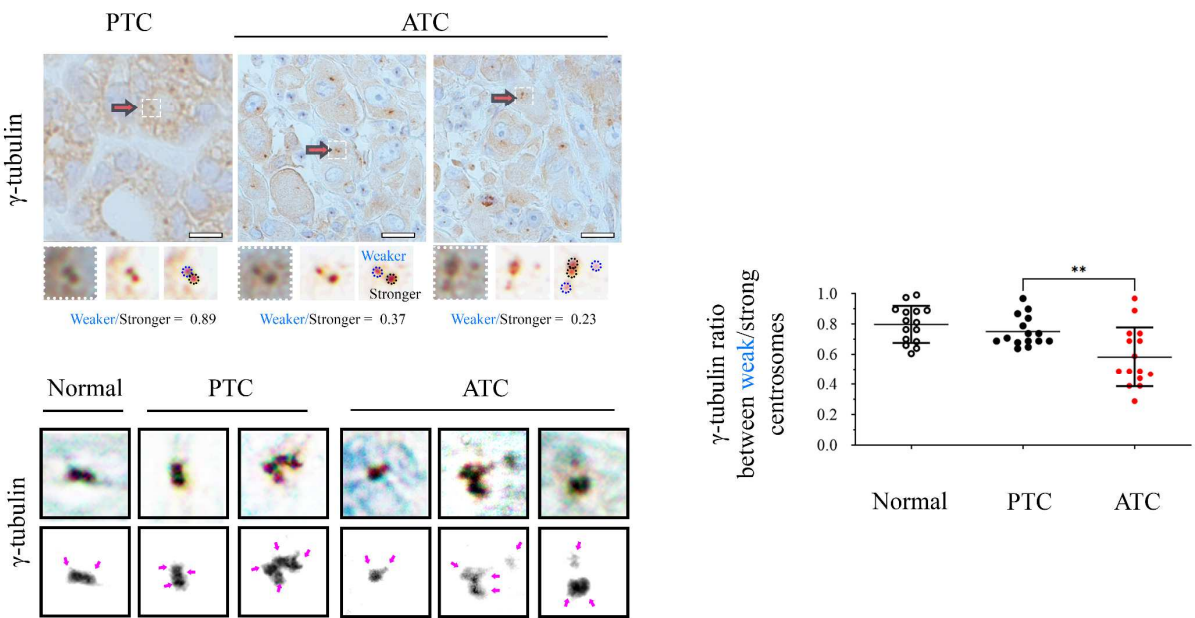 PTC ATC
γ-tubulin
Weaker
Stronger
Weaker/Stronger = 0.89 Weaker/Stronger = 0.37 Weaker/Stronger = 0.23
Normal PTC ATC
γ-tubulin
γ-tubulin ratio
between weak/strong
centrosomes
**
1.0
0.8
0.6
0.4
0.2
0.0
Normal PTC ATC